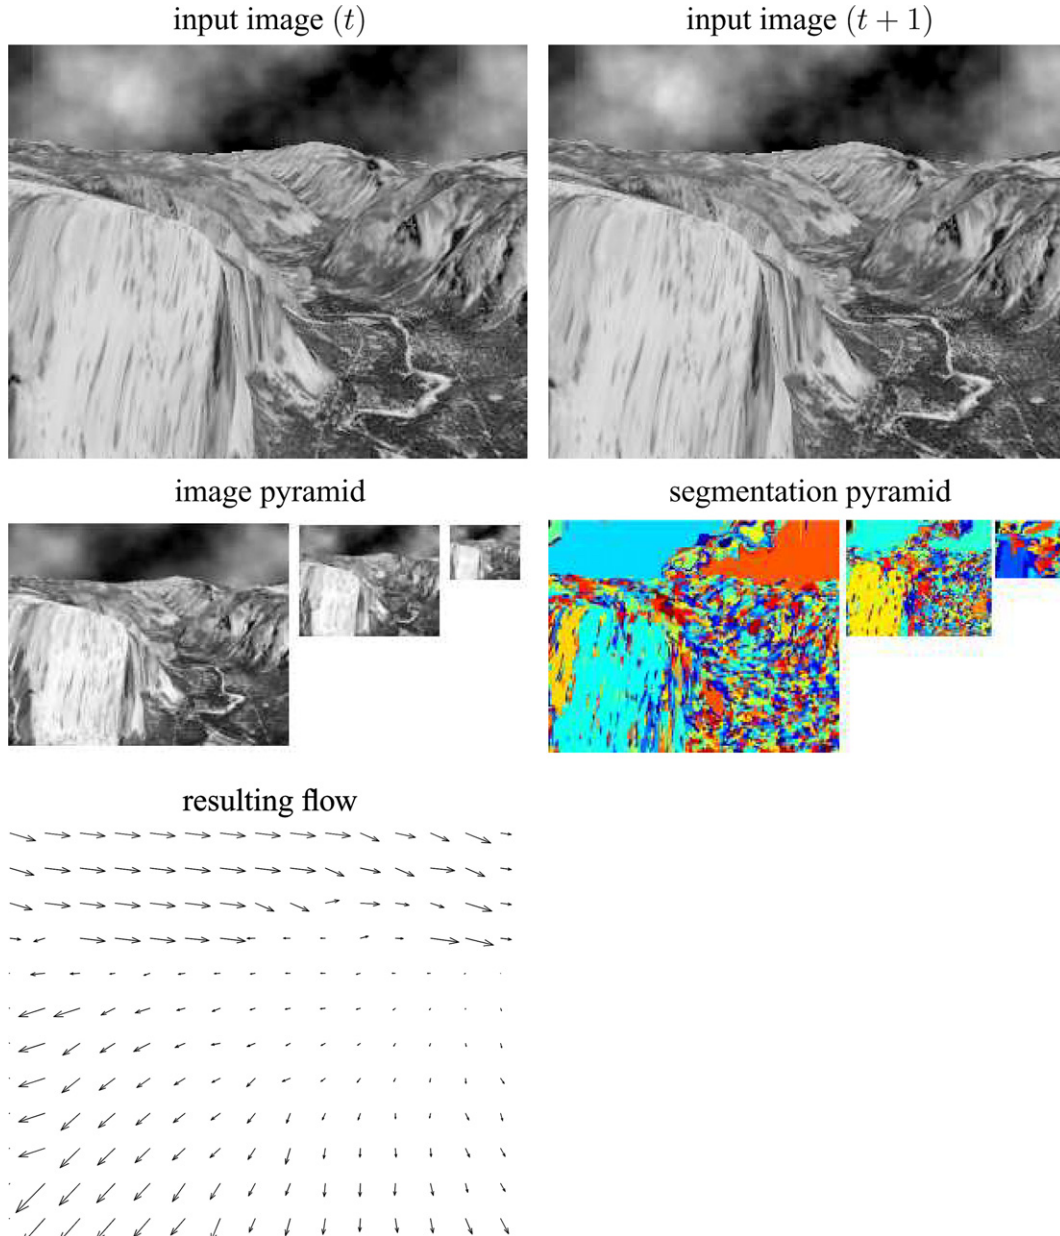 input image (t)
input image (t + 1)
image pyramid
segmentation pyramid
resulting flow